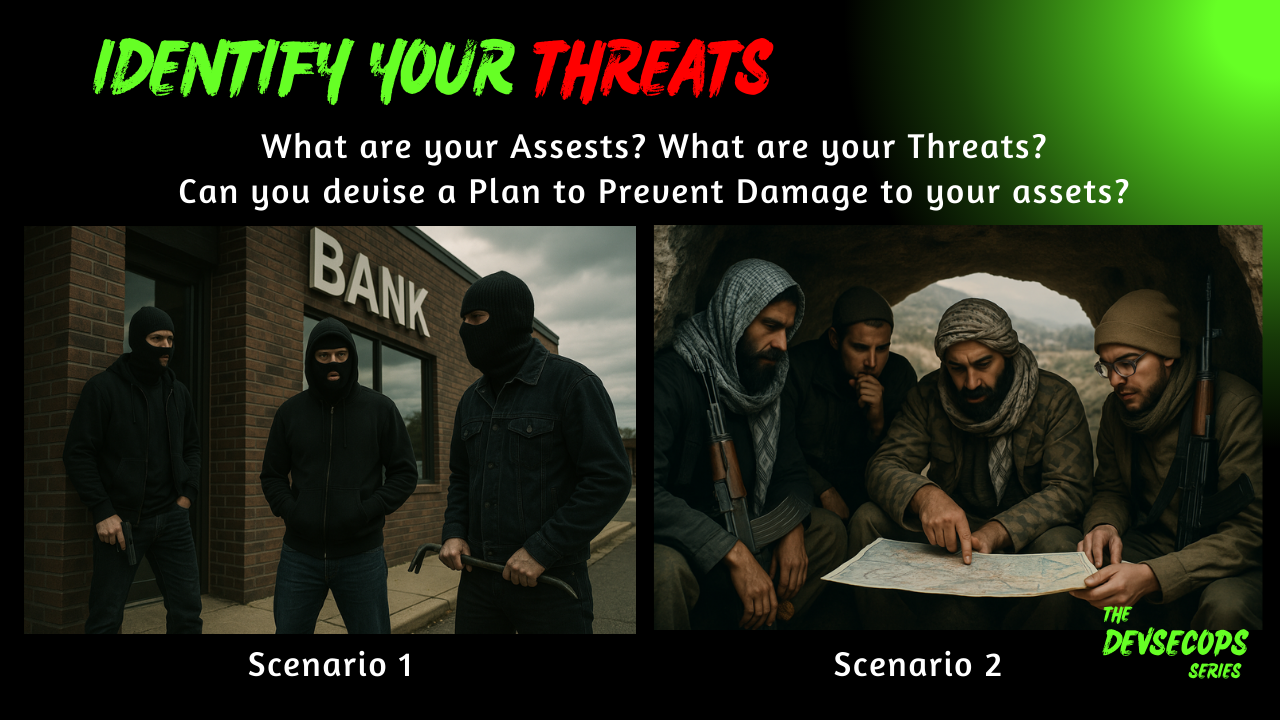 IDENTIFY YOUR THREATS
What are your Assests? What are your Threats?
Can you devise a Plan to Prevent Damage to your assets?
BANK
Scenario 1
Scenario 2
THE
DEVSECOPS
SERIES